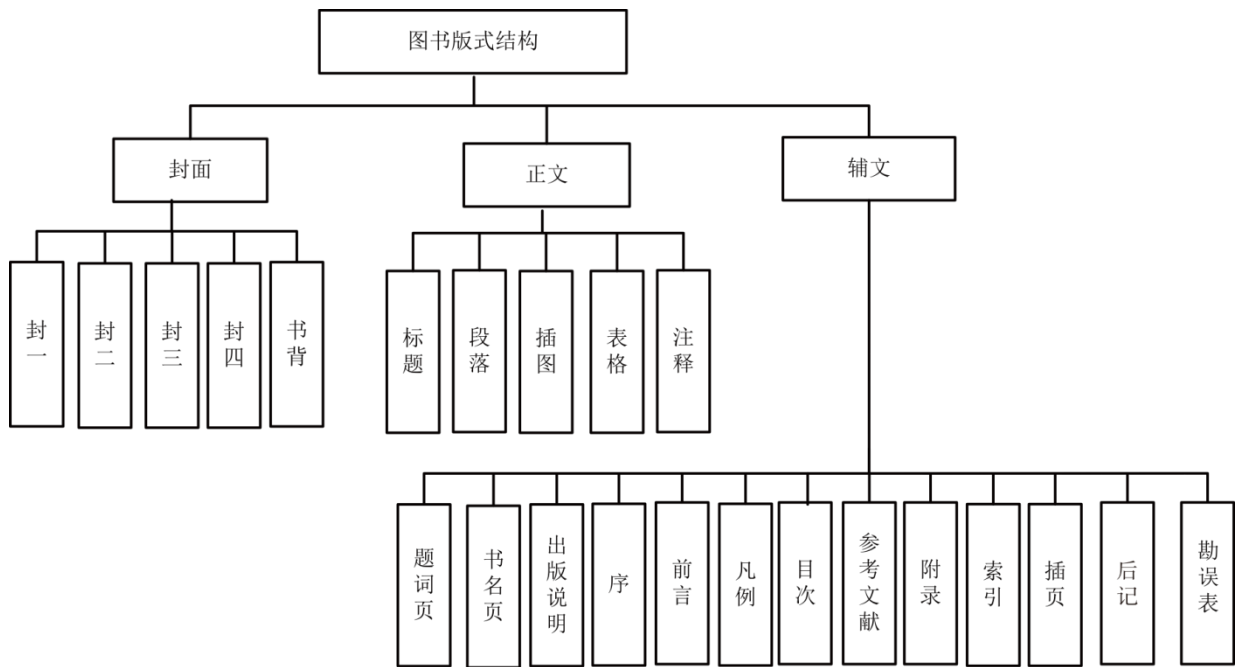 图书版式结构
封面
正文
辅文
封一
封二
封三
封四
书背
标题
段落
插图
表格
注释
题词页
书名页
出版说明
序
前言
凡例
目次
参考文献
附录
索引
插页
后记
勘误表